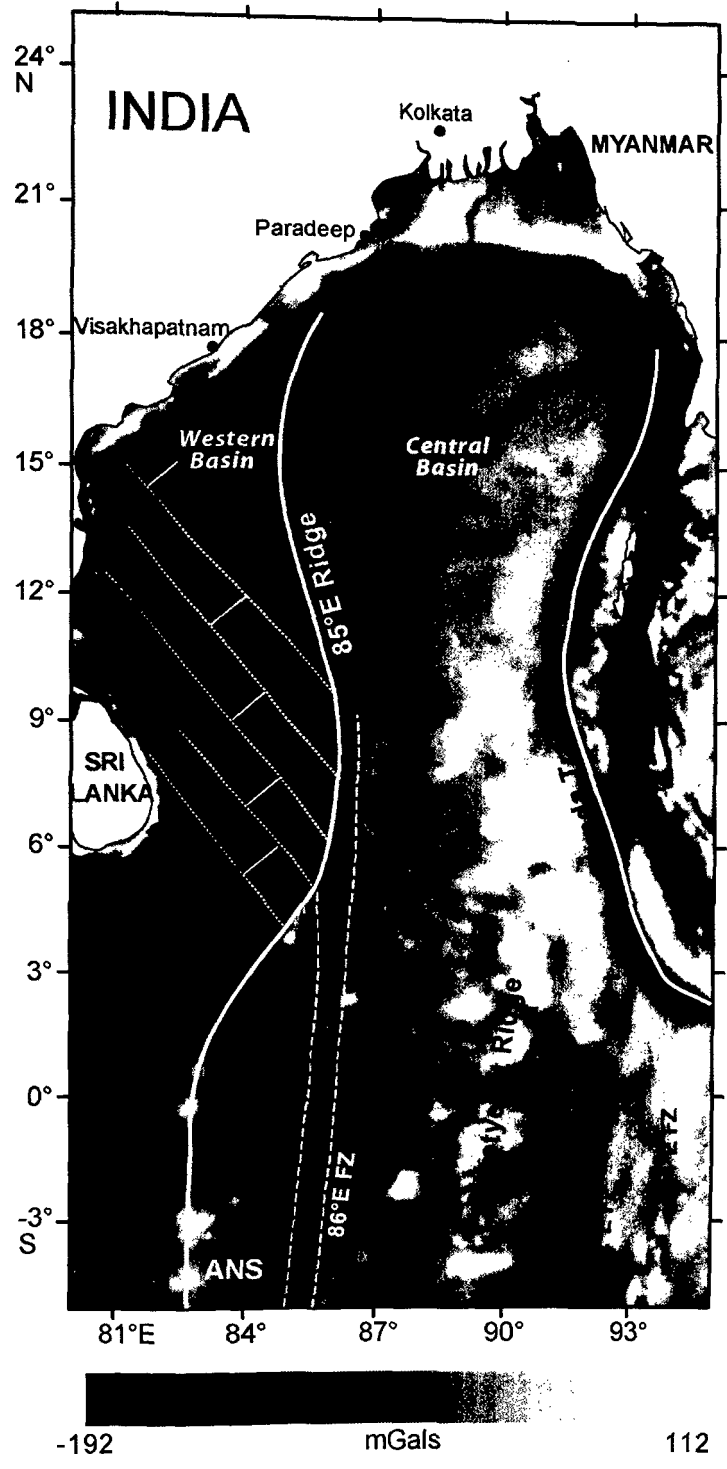 24°
N
INDIA
Kolkata
MYANMAR
21°
Paradeep
18°
Visakhapatnam
Western
Basin
Central
Basin
15°
85°E Ridge
12°
9°
SRI
LANKA
6°
3°
Ridge
0°
86°E FZ
-3°
S
ANS
81°E
84°
87°
90°
93°
-192
mGals
112